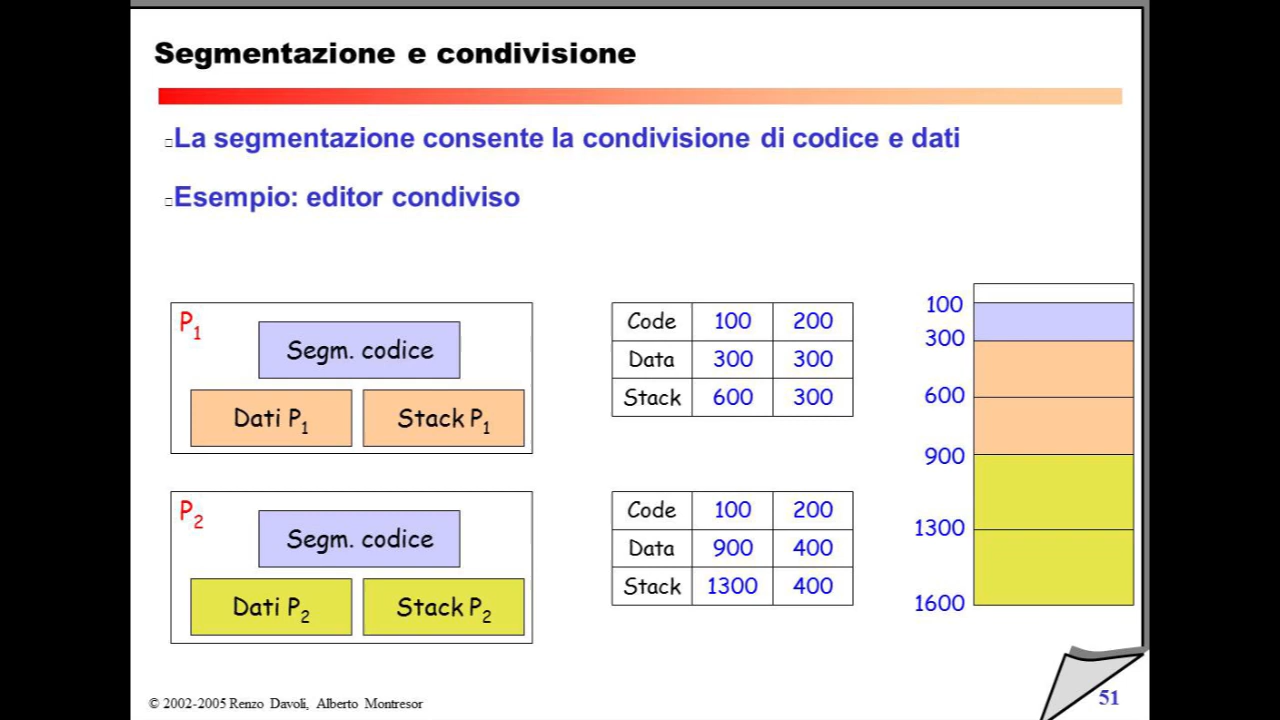 Segmentazione e condivisione
La segmentazione consente la condivisione di codice e dati
Esempio: editor condiviso
P1
Segm. codice
Dati P1 Stack P1
Code 100 200
Data 300 300
Stack 600 300
P2
Segm. codice
Dati P2 Stack P2
Code 100 200
Data 900 400
Stack 1300 400
100
300
600
900
1300
1600
© 2002-2005 Renzo Davoli, Alberto Montresor
51